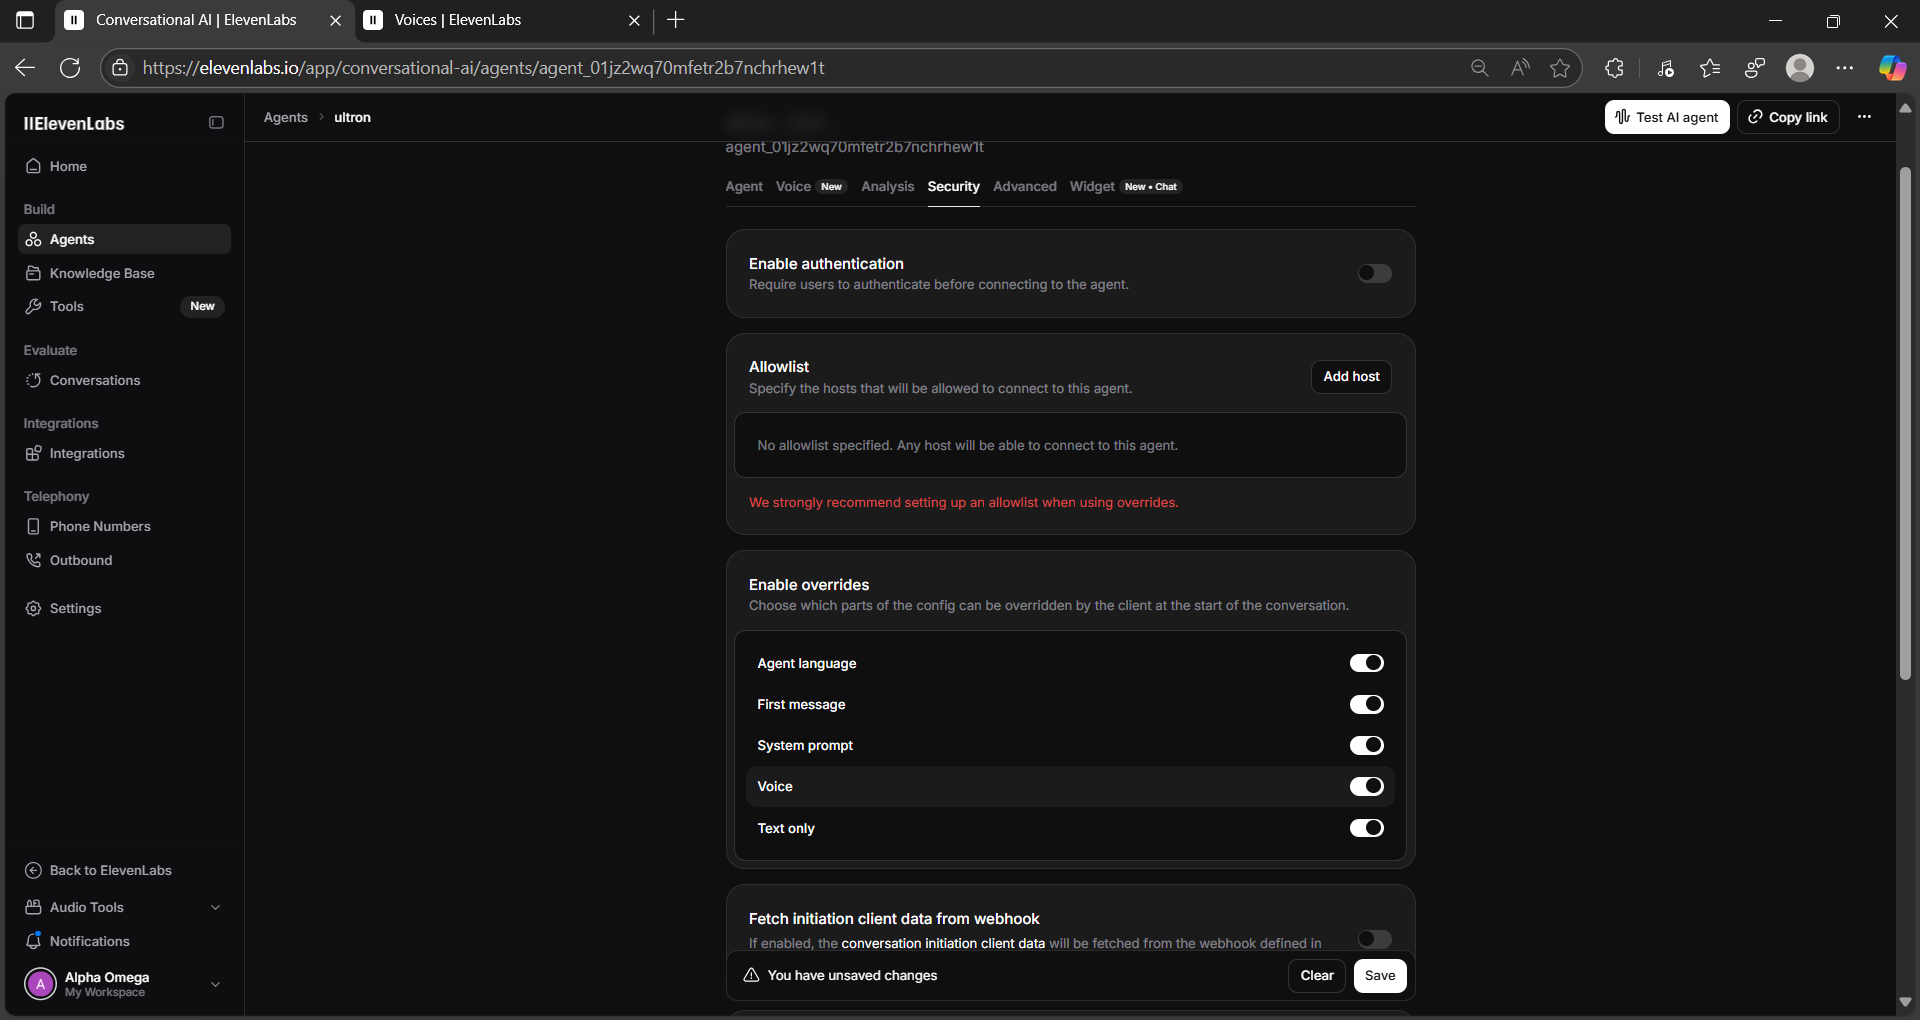 Conversational AI | ElevenLabs
Voices | ElevenLabs
https://elevenlabs.io/app/conversational-ai/agents/agent_01jz2wq70mfetr2b7nchrhew1t
IIElevenLabs
Home
Build
Agents
Knowledge Base
Tools New
Evaluate
Conversations
Integrations
Integrations
Telephony
Phone Numbers
Outbound
Settings
Back to ElevenLabs
Audio Tools
Notifications
A
Alpha Omega
My Workspace
Agents > ultron
Test AI agent
Copy link
agent_01jz2wq70mfetr2b7nchrhew1t
Agent Voice New Analysis Security Advanced Widget New • Chat
Enable authentication
Require users to authenticate before connecting to the agent.
Allowlist
Specify the hosts that will be allowed to connect to this agent.
Add host
No allowlist specified. Any host will be able to connect to this agent.
We strongly recommend setting up an allowlist when using overrides.
Enable overrides
Choose which parts of the config can be overridden by the client at the start of the conversation.
Agent language
First message
System prompt
Voice
Text only
Fetch initiation client data from webhook
If enabled, the conversation initiation client data will be fetched from the webhook defined in
You have unsaved changes
Clear
Save